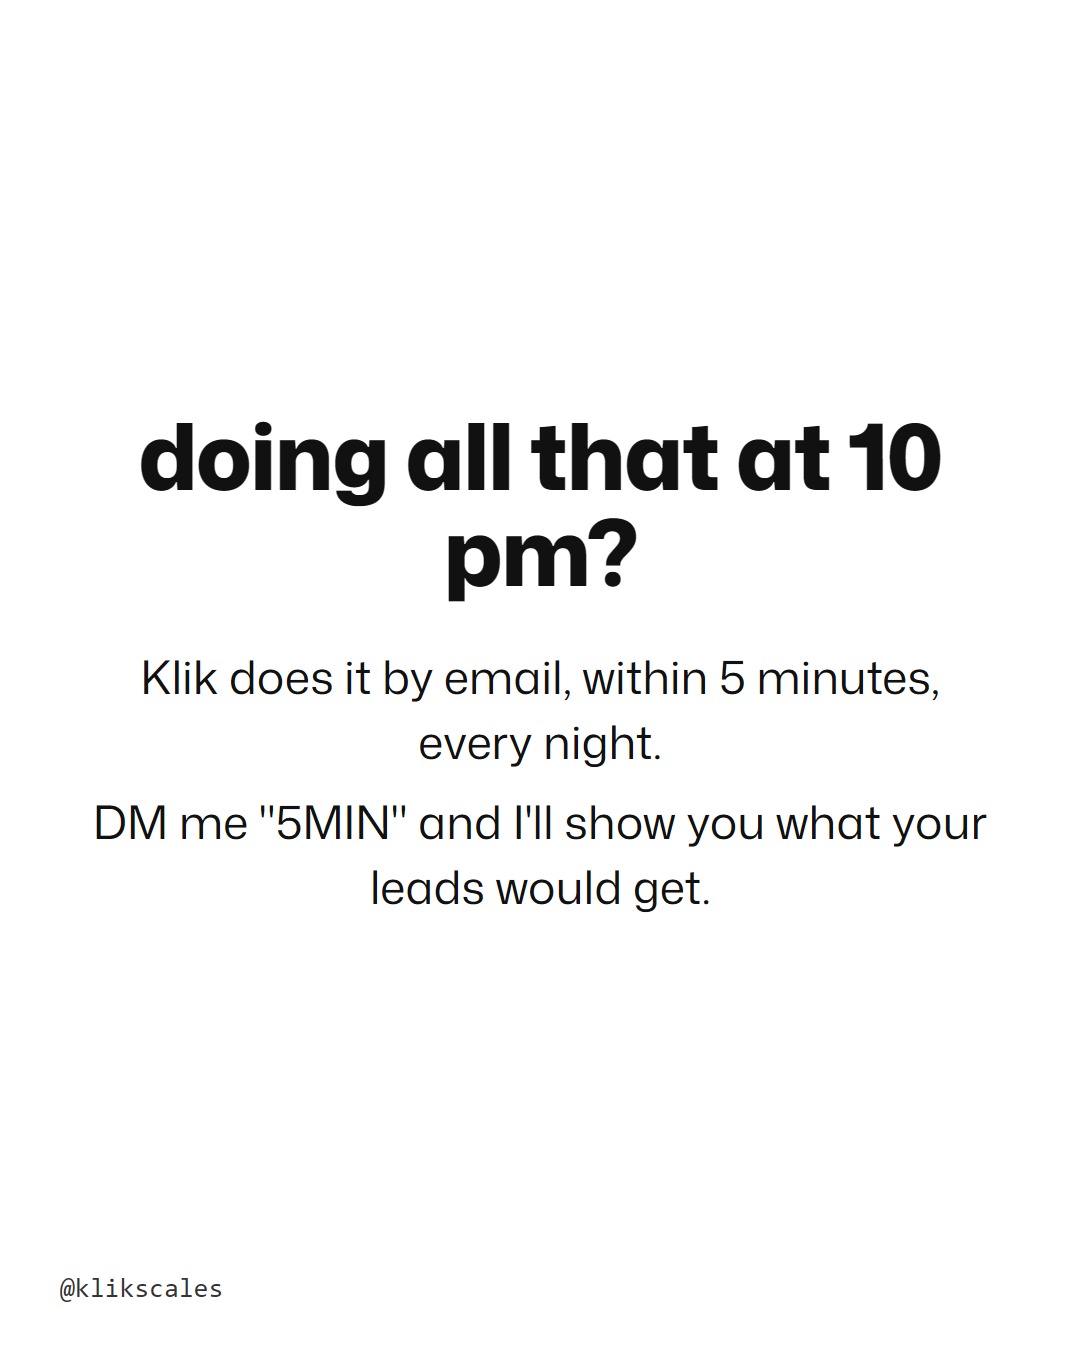 doing all that at 10
pm?
Klik does it by email, within 5 minutes,
every night.
DM me "5MIN" and I'll show you what your
leads would get.
@klikscales